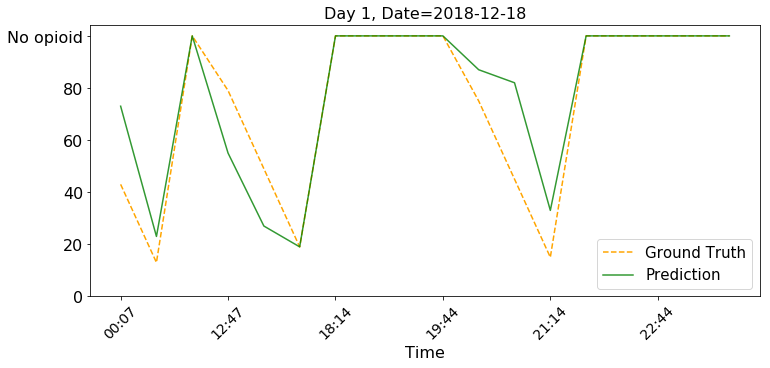 Day 1, Date=2018-12-18
No opioid
80
60
40
20
0
Ground Truth
Prediction
00:07
12:47
18:14
19:44
21:14
22:44
Time